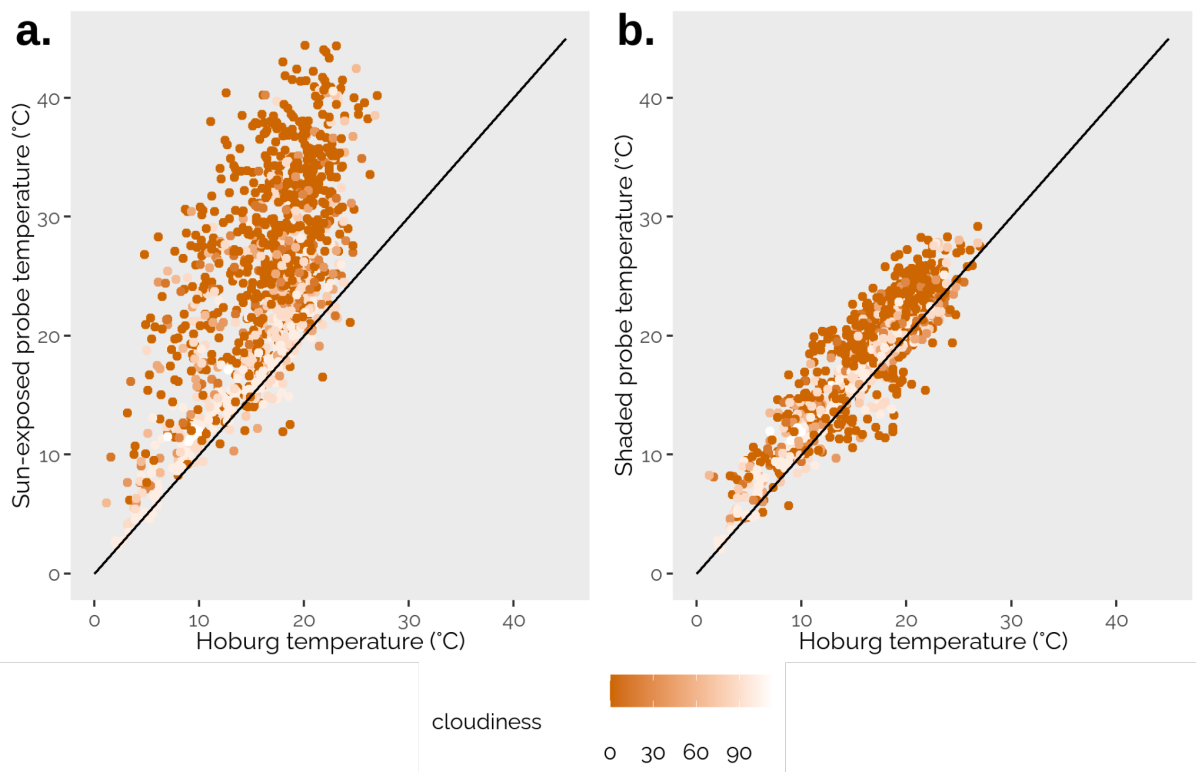 a.
Sun-exposed probe temperature (°C)
40
30
20
10
0
0 10 20 30 40
Hoburg temperature (°C)
b.
Shaded probe temperature (°C)
40
30
20
10
0
0 10 20 30 40
Hoburg temperature (°C)
cloudiness
0 30 60 90